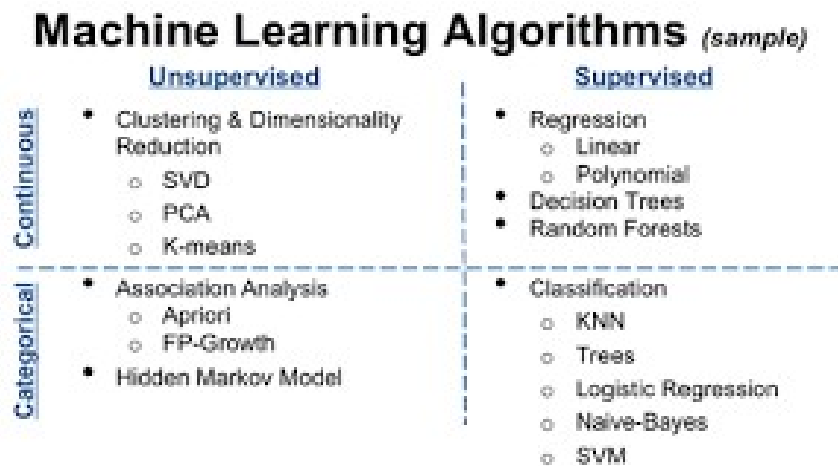 Machine Learning Algorithms (sample)
Unsupervised
Supervised
Continuous
• Clustering & Dimensionality
Reduction
o SVD
o PCA
o K-means
• Regression
o Linear
o Polynomial
• Decision Trees
• Random Forests
Categorical
• Association Analysis
o Apriori
o FP-Growth
• Hidden Markov Model
• Classification
o KNN
o Trees
o Logistic Regression
o Naive-Bayes
o SVM